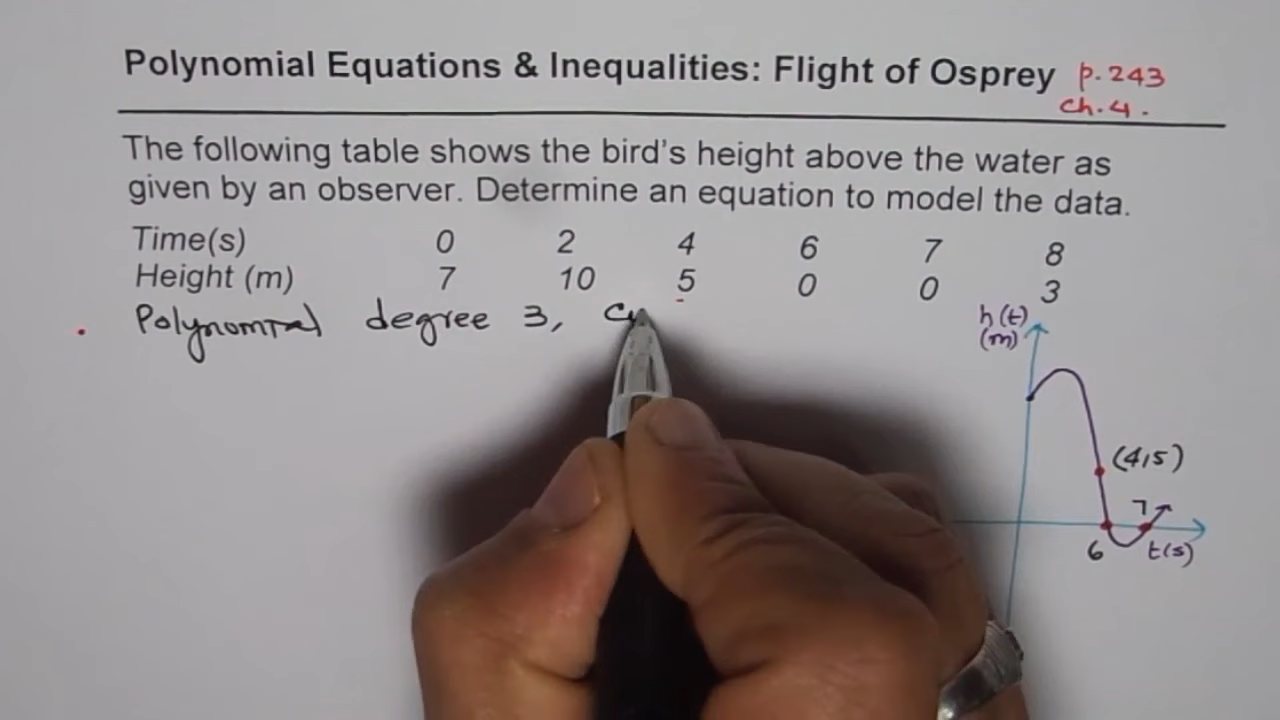 Polynomial Equations & Inequalities: Flight of Osprey p.243
ch.4.
The following table shows the bird's height above the water as
given by an observer. Determine an equation to model the data.
Time(s) 0 2 4 6 7 8
Height (m) 7 10 5 0 0 3
. Polynomial degree 3,
h(t)
(m)
(4,5)
7
6 t(s)